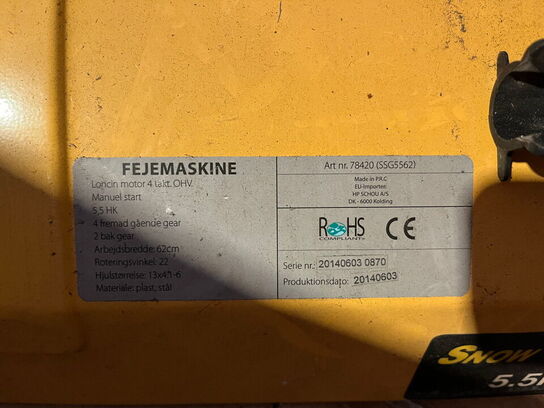 FEJEMASKINE
Loncin motor 4 takt. OHV.
Manuel start
5.5 HK
4 fremad gående gear
2 bak gear
Arbejdsbredde: 62cm
Roteringsvinkel: 22
Hjulstørrelse: 13x4.1-6
Materiale: plast, stål
Art nr. 78420 (SSG5562)
Made in P.R.C
EU-Importør:
HP SCHOU A/S
DK - 6000 Kolding
RoHS CE
COMPLIANT
Serie nr.: 20140603 0870
Produktionsdato: 20140603
SNOW
5.5